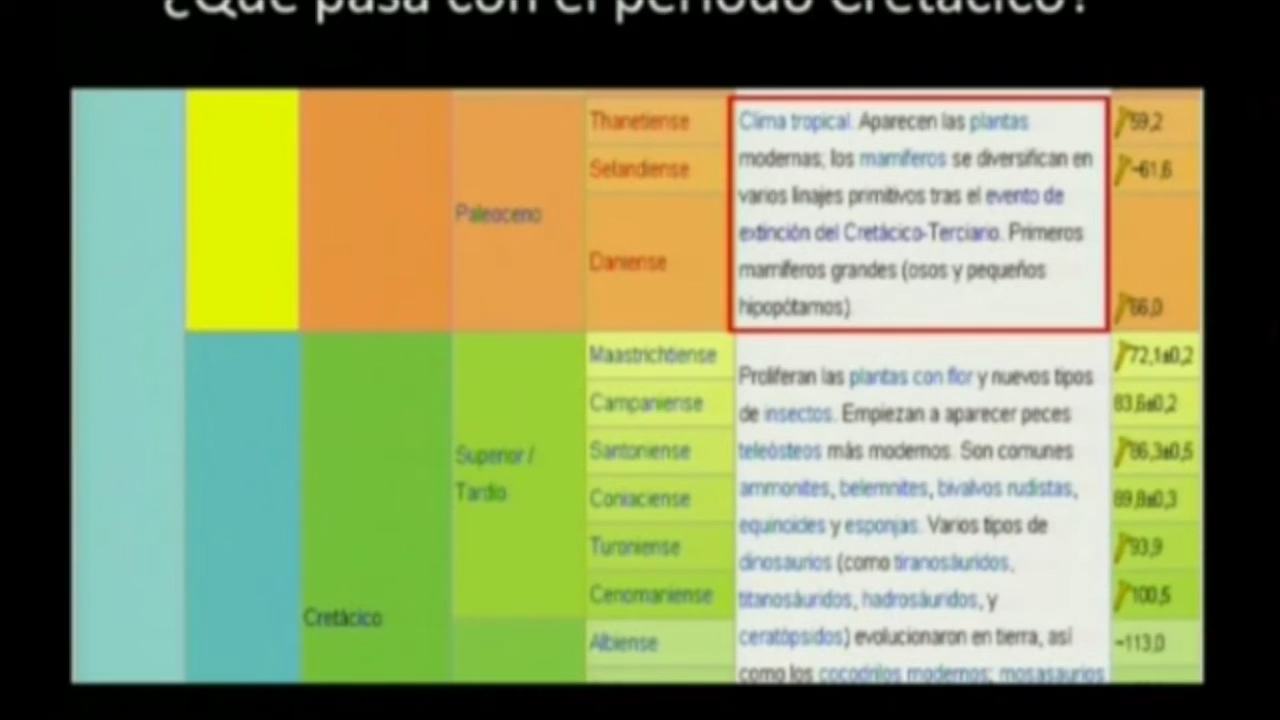 ¿Qué pasa con el período Cretácico?
Paleoceno
Thanetiense
Selandiense
Daniense
Clima tropical. Aparecen las plantas
modernas; los mamíferos se diversifican en
varios linajes primitivos tras el evento de
extinción del Cretácico-Terciario. Primeros
mamíferos grandes (osos y pequeños
hipopótamos).
59,2
~61,6
66,0
Cretácico
Superior /
Tardío
Maastrichtiense
Campaniense
Santoniense
Coniaciense
Turoniense
Cenomaniense
Albiense
Proliferan las plantas con flor y nuevos tipos
de insectos. Empiezan a aparecer peces
teleósteos más modernos. Son comunes
ammonites, belemnites, bivalvos rudistas,
equinoides y esponjas. Varios tipos de
dinosaurios (como tiranosáuridos,
titanosáuridos, hadrosáuridos, y
ceratópsidos) evolucionaron en tierra, así
como los cocodrilos modernos; mosasaurios
72,1±0,2
83,6±0,2
86,3±0,5
89,8±0,3
93,9
100,5
~113,0